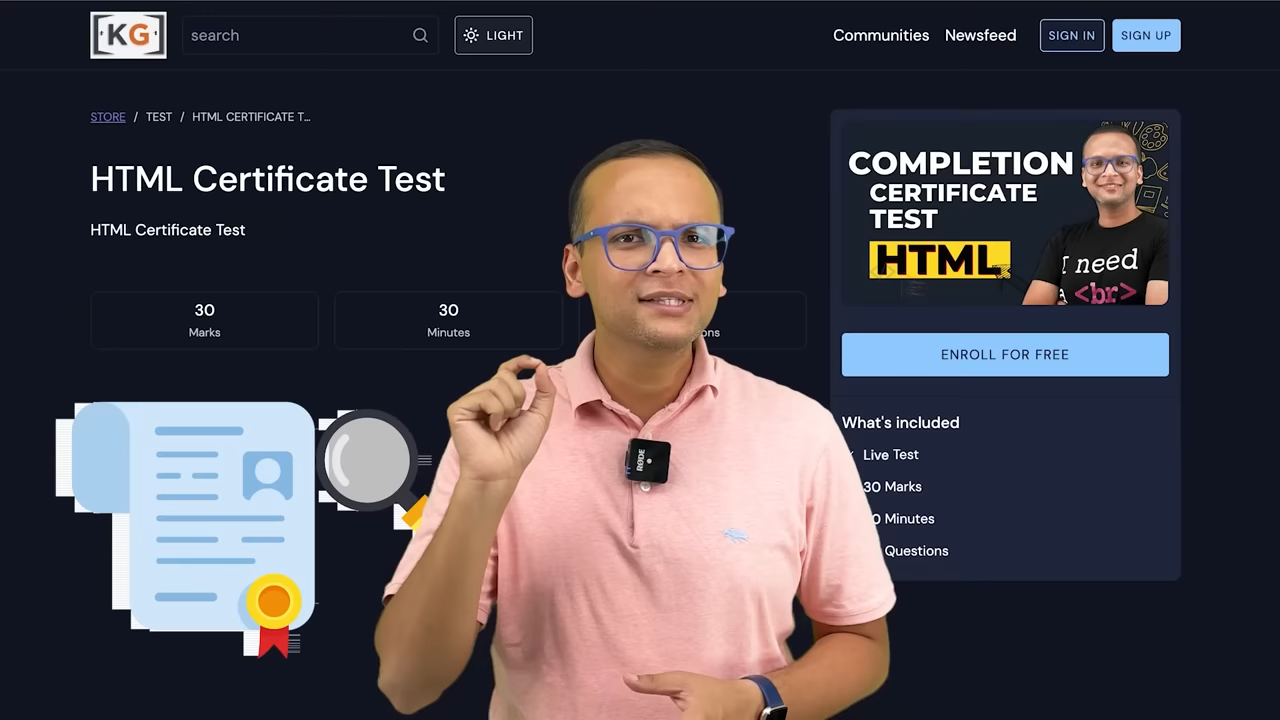 KG
search
LIGHT
Communities
Newsfeed
SIGN IN
SIGN UP
STORE / TEST / HTML CERTIFICATE T...
HTML Certificate Test
HTML Certificate Test
30
Marks
30
Minutes
COMPLETION
CERTIFICATE
TEST
HTML
I need
a <br>
ENROLL FOR FREE
What's included
Live Test
30 Marks
Minutes
Questions
RØDE